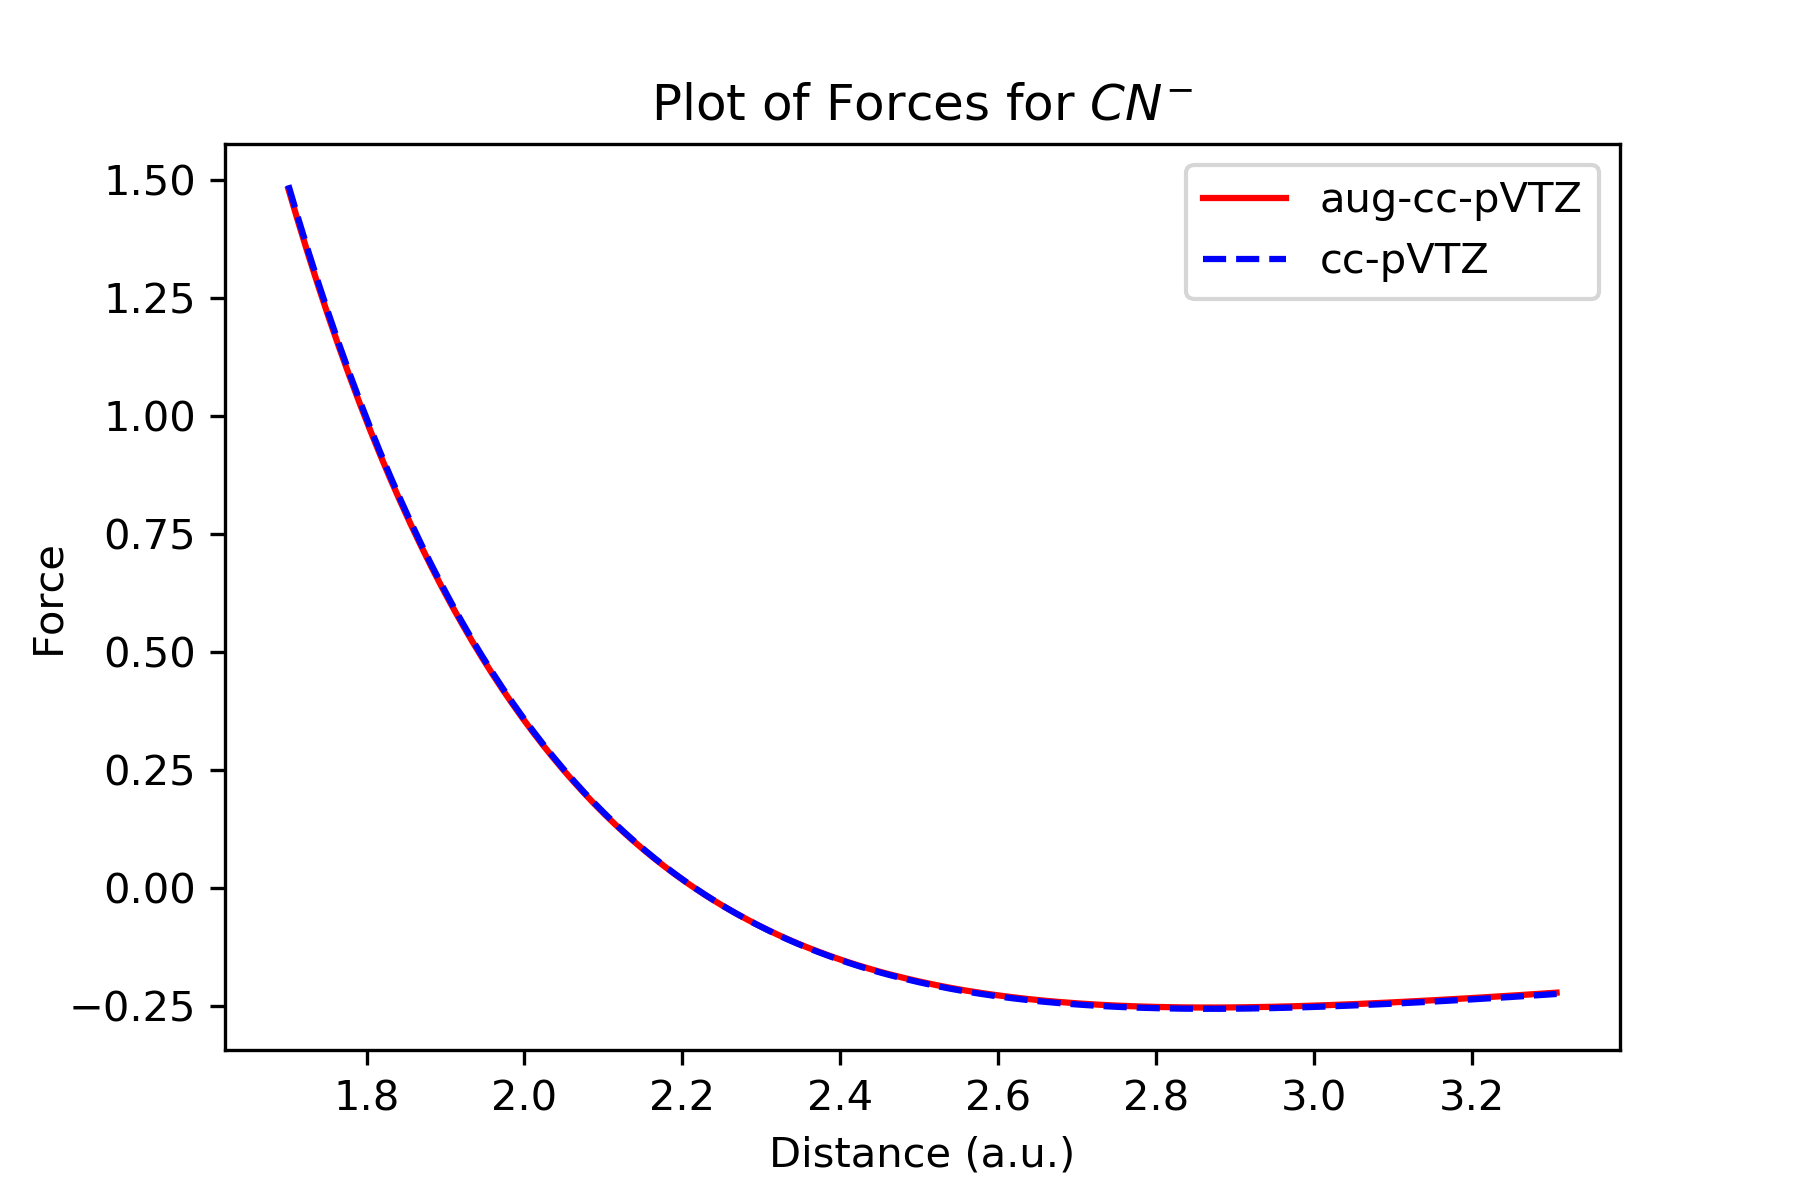 Plot of Forces for CN⁻
aug-cc-pVTZ
cc-pVTZ
Force
1.50
1.25
1.00
0.75
0.50
0.25
0.00
−0.25
1.8 2.0 2.2 2.4 2.6 2.8 3.0 3.2
Distance (a.u.)